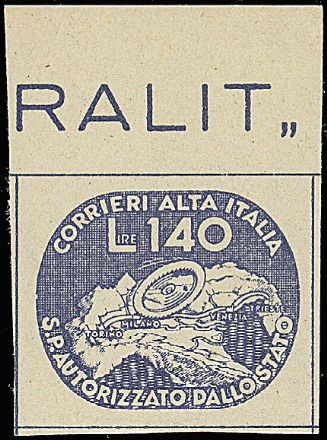 RALIT„
CORRIERI ALTA ITALIA
LIRE 140
TRIESTE
VENEZIA
MILANO
TORINO
S.P. AUTORIZZATO DALLO STATO